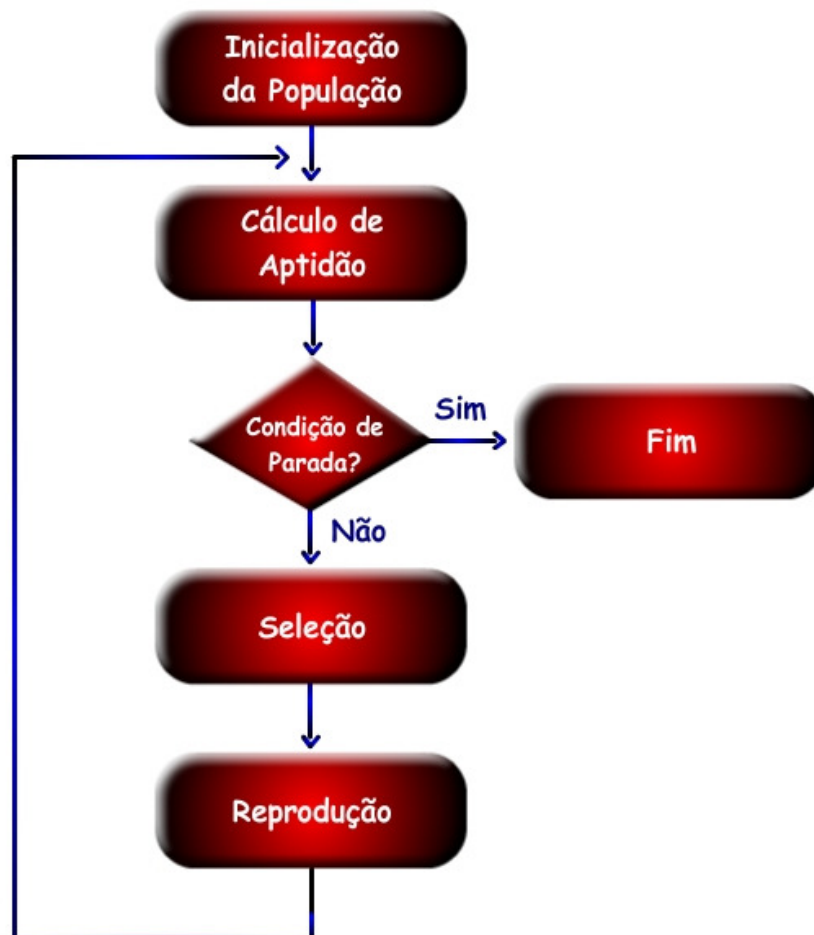 Inicialização
da População
Cálculo de
Aptidão
Condição de
Parada?
Sim
Fim
Não
Seleção
Reprodução